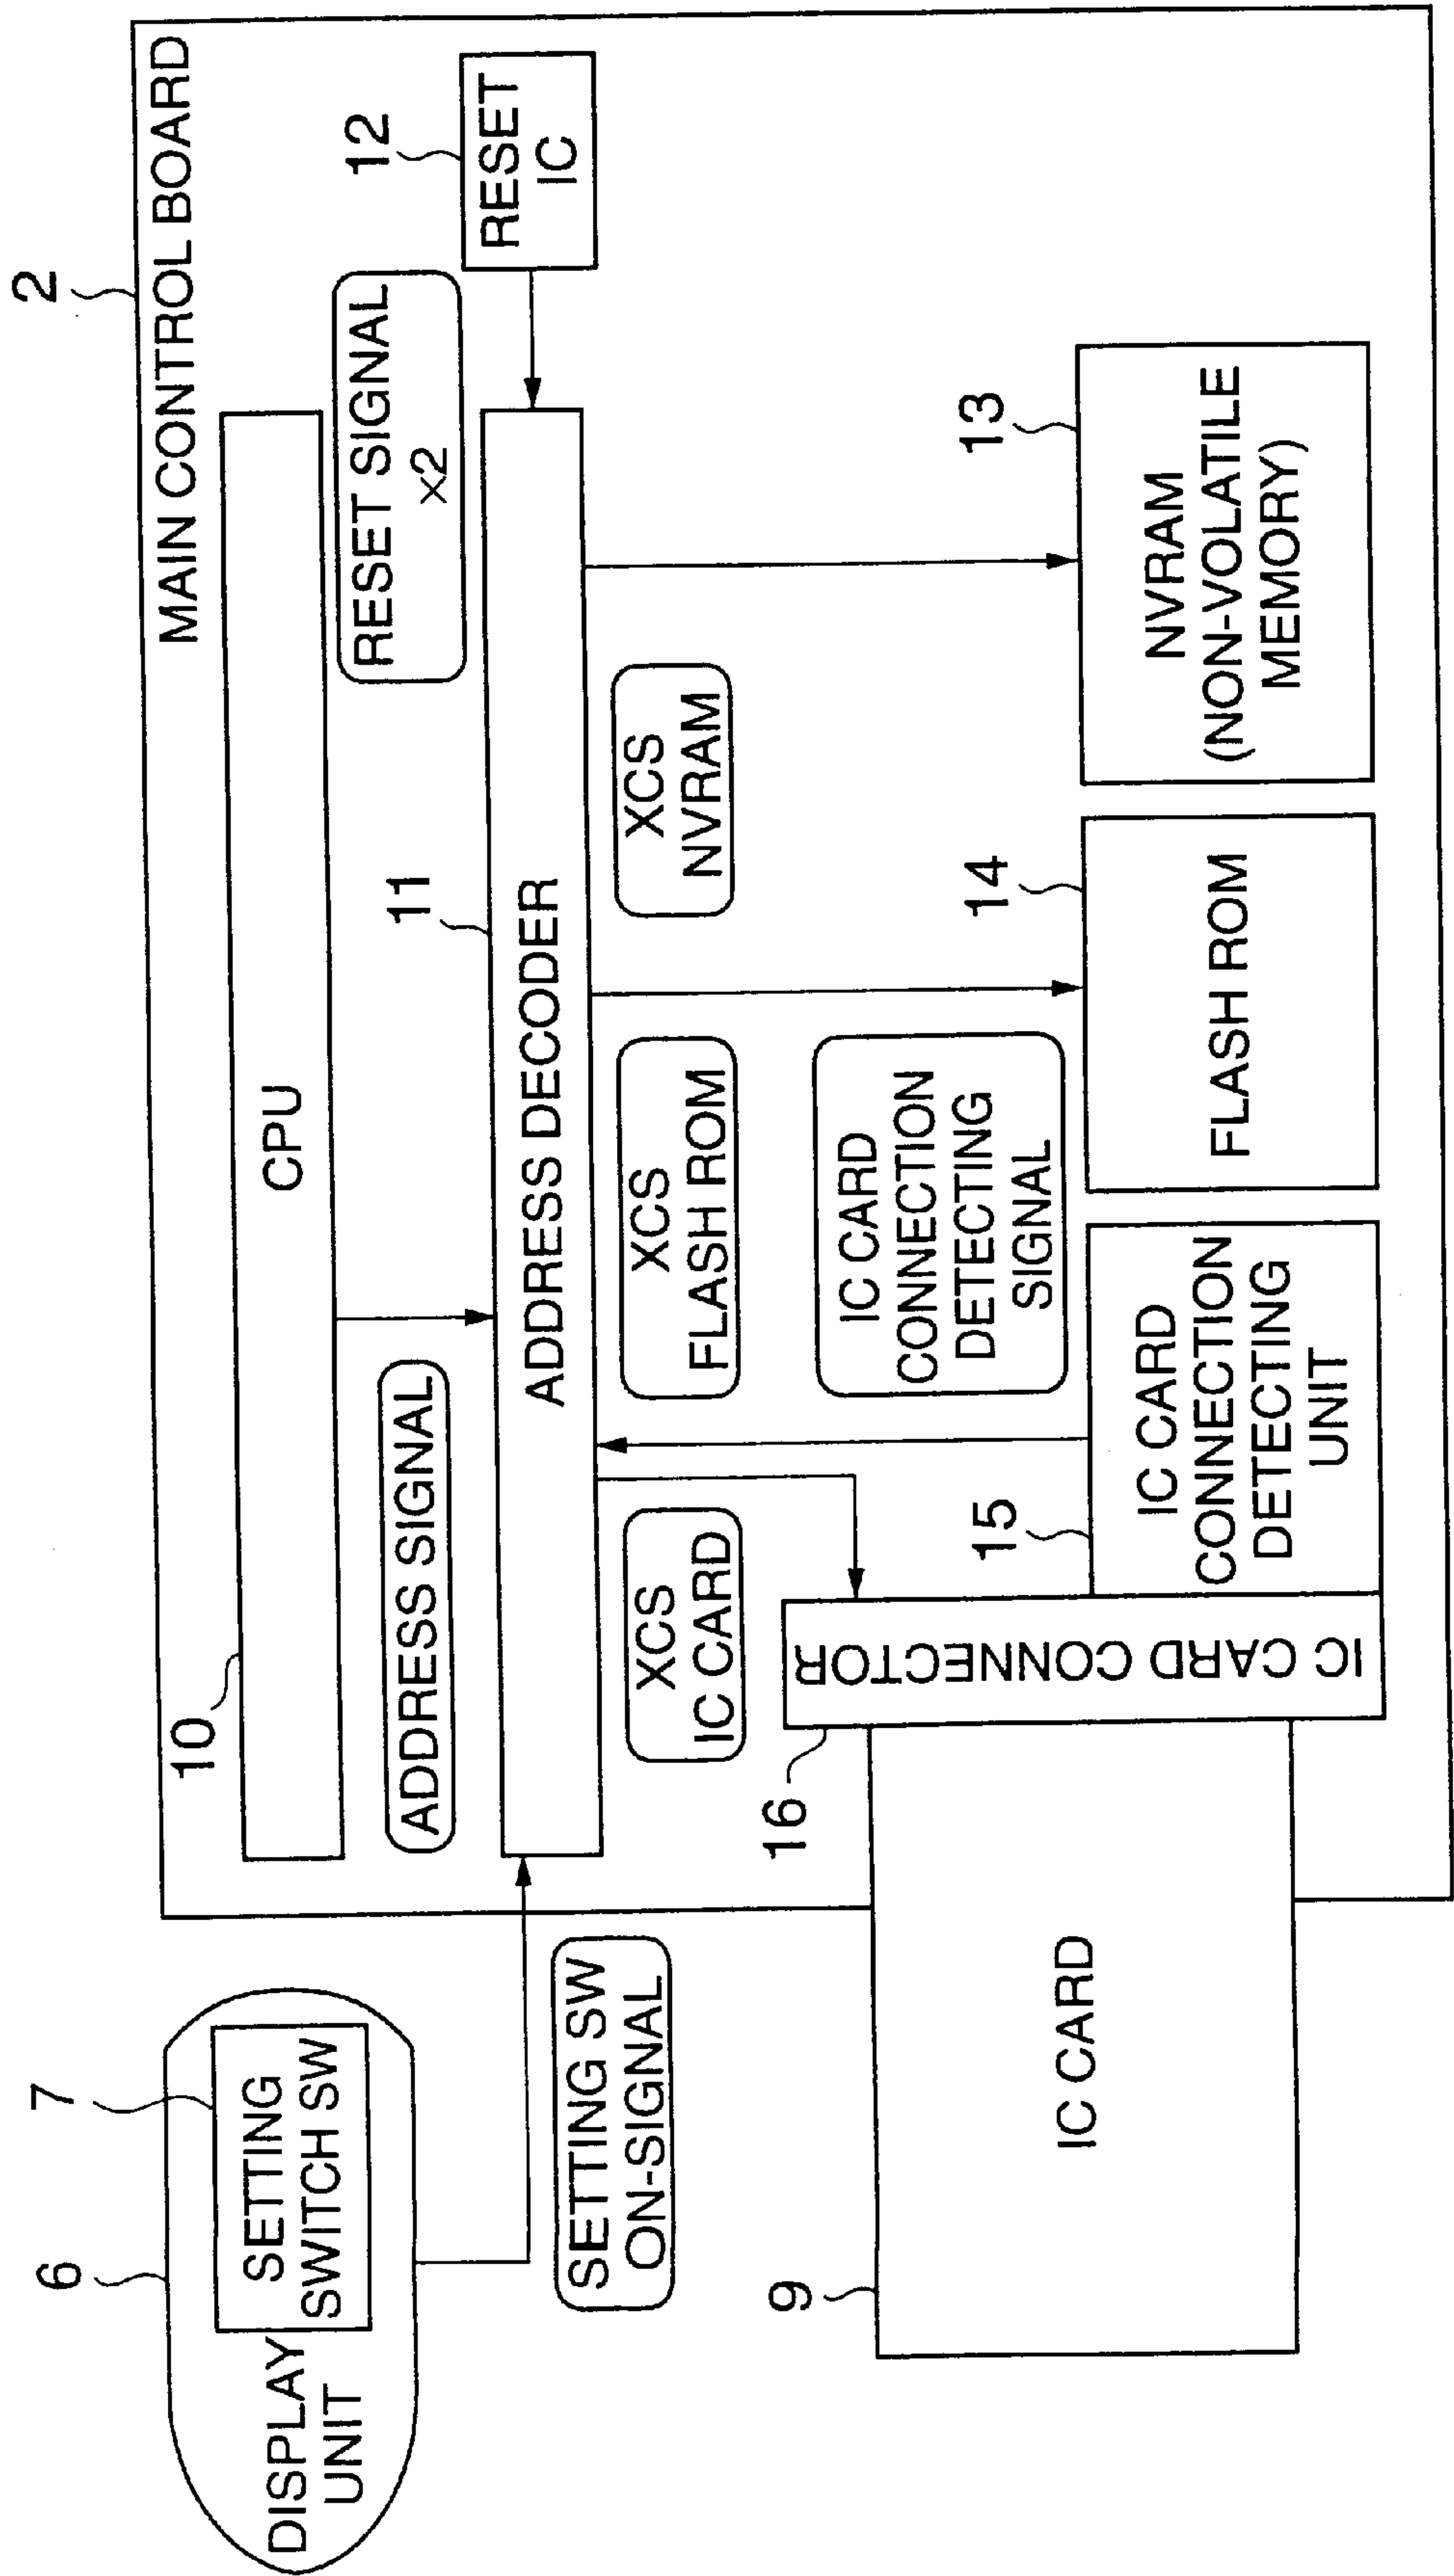 2
MAIN CONTROL BOARD
6
7
DISPLAY
UNIT
SETTING
SWITCH SW
10
CPU
12
RESET
IC
RESET SIGNAL
×2
ADDRESS SIGNAL
11
ADDRESS DECODER
SETTING SW
ON-SIGNAL
XCS
IC CARD
XCS
FLASH ROM
XCS
NVRAM
IC CARD
CONNECTION
DETECTING
SIGNAL
9
IC CARD
16
IC CARD CONNECTOR
15
IC CARD
CONNECTION
DETECTING
UNIT
14
FLASH ROM
13
NVRAM
(NON-VOLATILE
MEMORY)